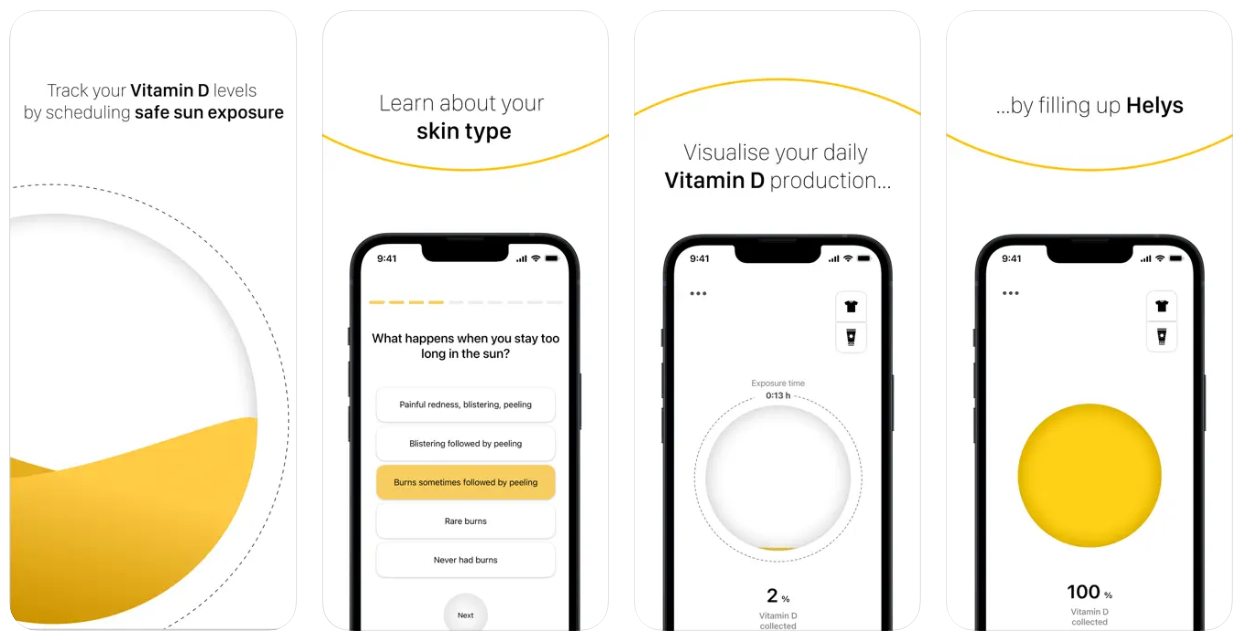 Track your Vitamin D levels
by scheduling safe sun exposure
Learn about your
skin type
9:41
What happens when you stay too
long in the sun?
Painful redness, blistering, peeling
Blistering followed by peeling
Burns sometimes followed by peeling
Rare burns
Never had burns
Next
Visualise your daily
Vitamin D production...
9:41
Exposure time
0:13 h
2 %
Vitamin D
collected
...by filling up Helys
9:41
100 %
Vitamin D
collected